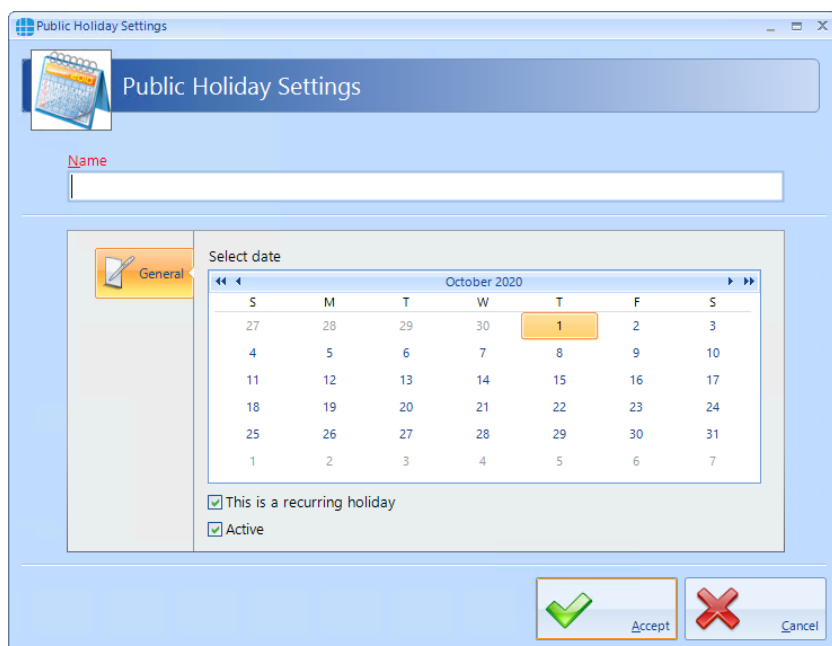 Public Holiday Settings
Public Holiday Settings
Name
General
Select date
October 2020
S M T W T F S
27 28 29 30 1 2 3
4 5 6 7 8 9 10
11 12 13 14 15 16 17
18 19 20 21 22 23 24
25 26 27 28 29 30 31
1 2 3 4 5 6 7
This is a recurring holiday
Active
Accept Cancel